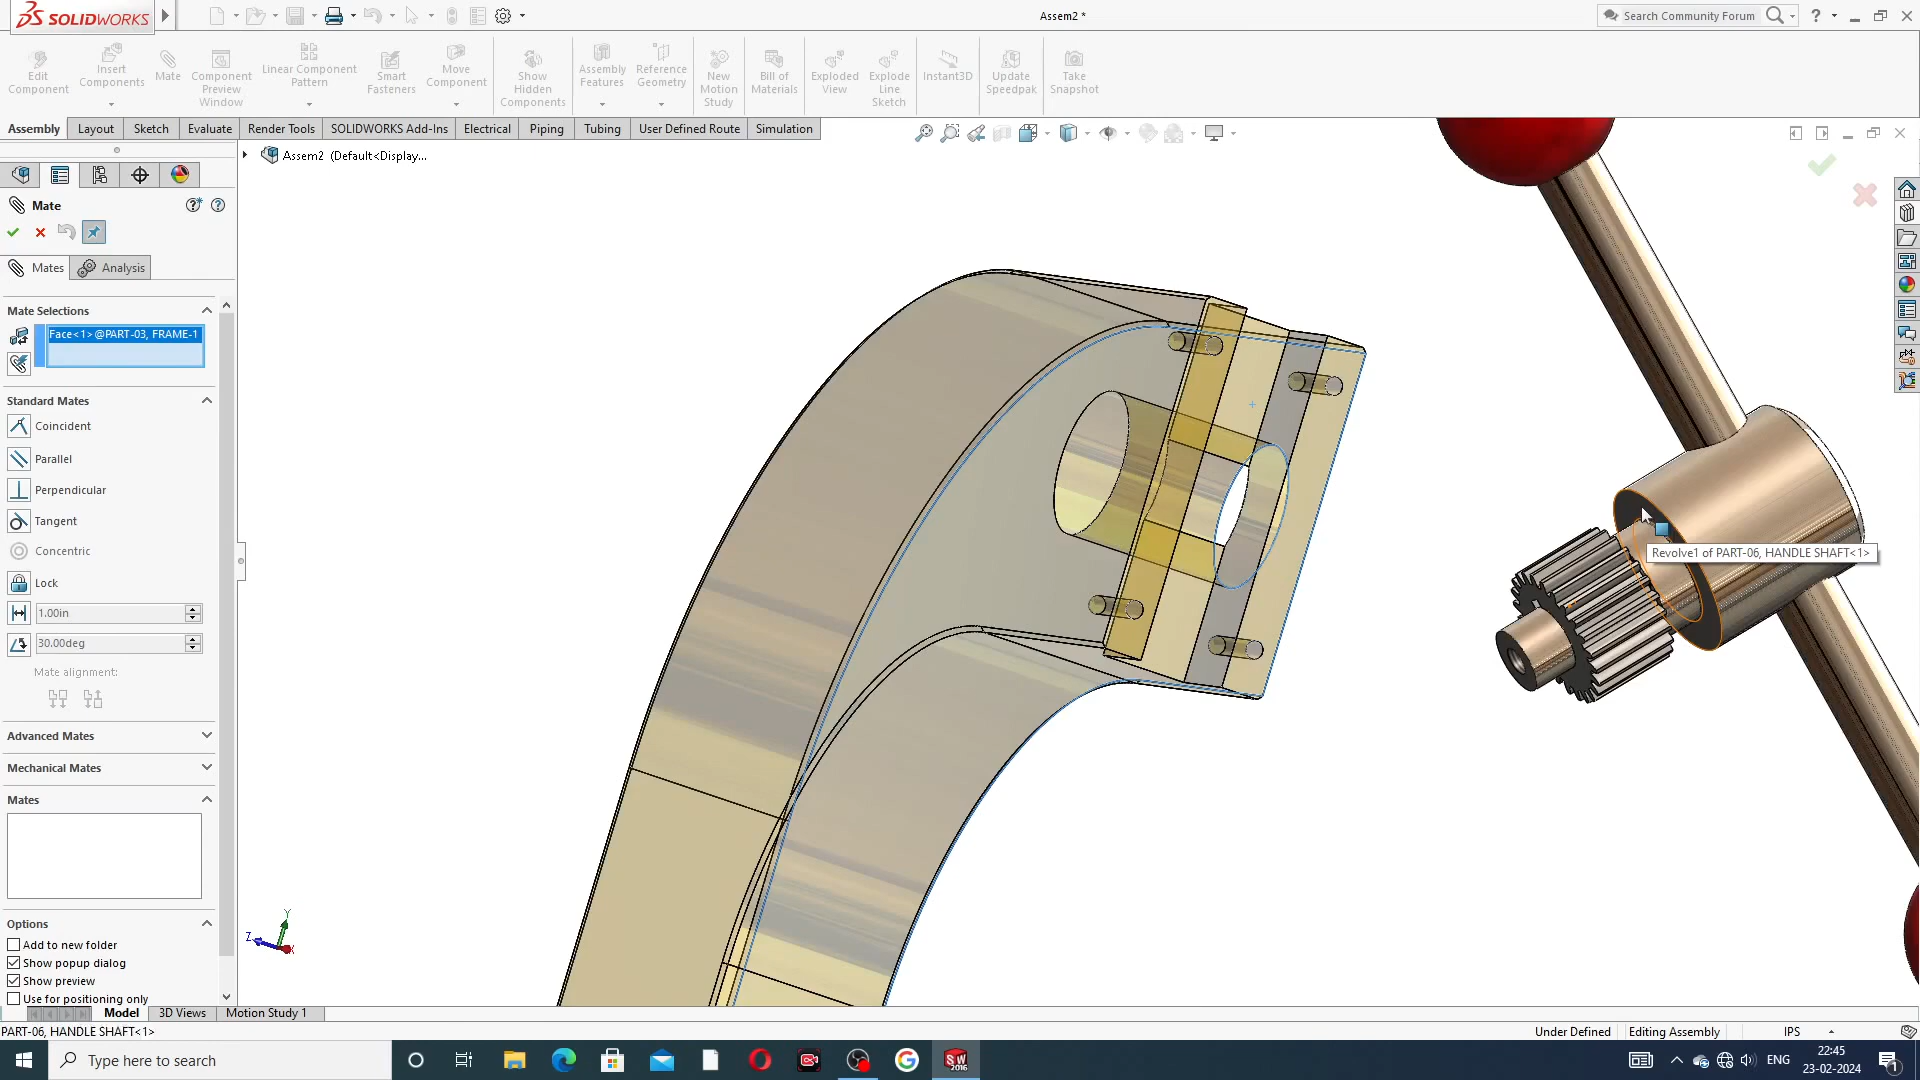 SOLIDWORKS
Assem2 *
Search Community Forum
Edit Component
Insert Components
Mate
Component Preview Window
Linear Component Pattern
Smart Fasteners
Move Component
Show Hidden Components
Assembly Features
Reference Geometry
New Motion Study
Bill of Materials
Exploded View
Explode Line Sketch
Instant3D
Update Speedpak
Take Snapshot
Assembly
Layout
Sketch
Evaluate
Render Tools
SOLIDWORKS Add-Ins
Electrical
Piping
Tubing
User Defined Route
Simulation
Assem2 (Default<Display...
Mate
Mates
Analysis
Mate Selections
Face<1>@PART-03, FRAME-1
Standard Mates
Coincident
Parallel
Perpendicular
Tangent
Concentric
Lock
1.00in
30.00deg
Mate alignment:
Advanced Mates
Mechanical Mates
Mates
Options
Add to new folder
Show popup dialog
Show preview
Use for positioning only
Revolve1 of PART-06, HANDLE SHAFT<1>
Y
Z
X
Model
3D Views
Motion Study 1
PART-06, HANDLE SHAFT<1>
Under Defined
Editing Assembly
IPS
Type here to search
SW
2016
ENG
22:45
23-02-2024
1